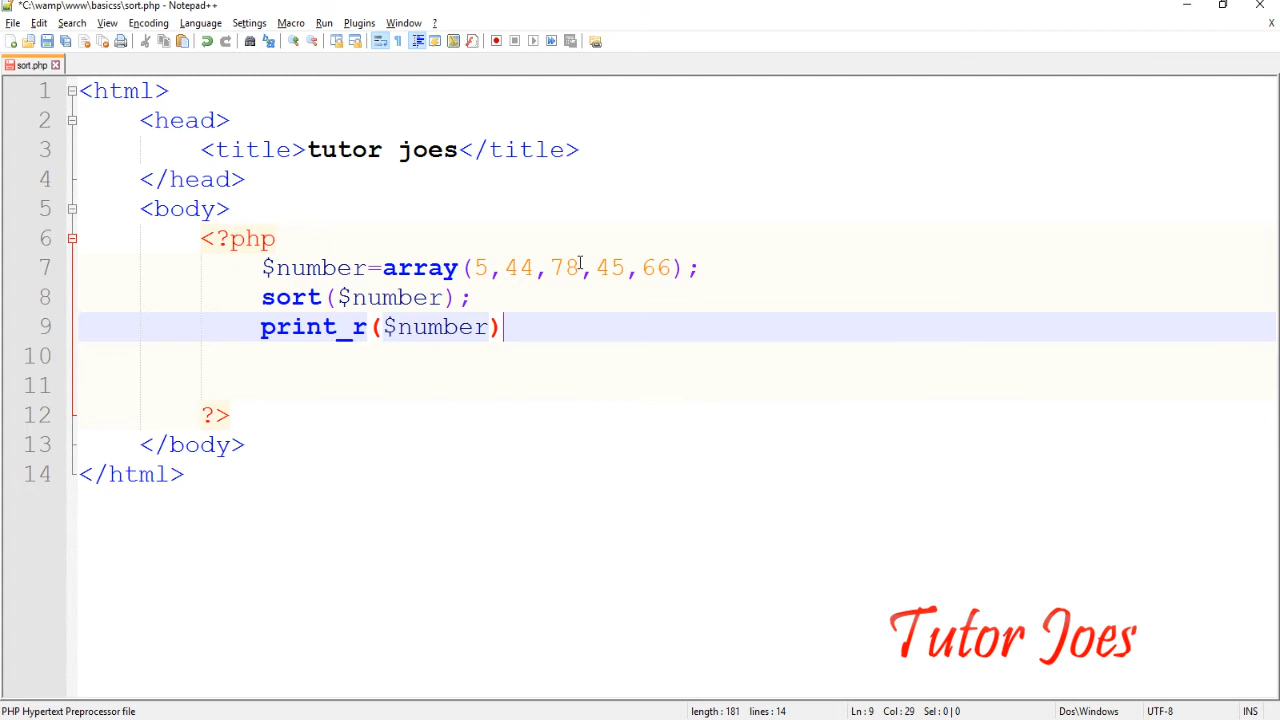 *C:\wamp\www\basicss\sort.php - Notepad++
File Edit Search View Encoding Language Settings Macro Run Plugins Window ?
X
sort.php
1 <html>
2 <head>
3 <title>tutor joes</title>
4 </head>
5 <body>
6 <?php
7 $number=array(5,44,78,45,66);
8 sort($number);
9 print_r($number)
10
11
12 ?>
13 </body>
14 </html>
Tutor Joes
PHP Hypertext Preprocessor file length : 181 lines : 14 Ln : 9 Col : 29 Sel : 0 | 0 Dos\Windows UTF-8 INS